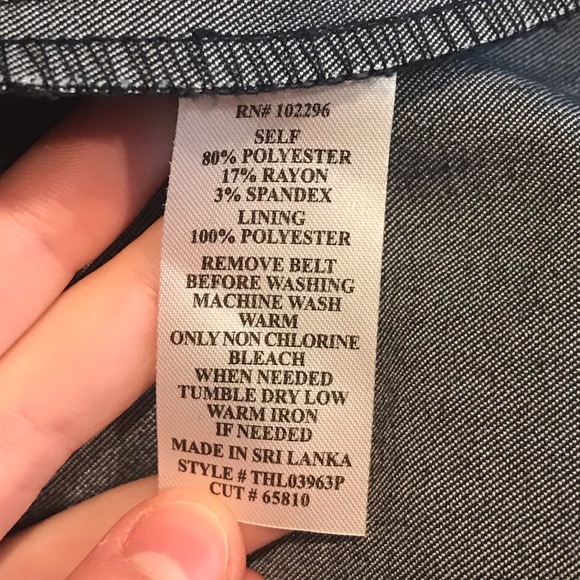 RN# 102296
SELF
80% POLYESTER
17% RAYON
3% SPANDEX
LINING
100% POLYESTER
REMOVE BELT
BEFORE WASHING
MACHINE WASH
WARM
ONLY NON CHLORINE
BLEACH
WHEN NEEDED
TUMBLE DRY LOW
WARM IRON
IF NEEDED
MADE IN SRI LANKA
STYLE # THL03963P
CUT # 65810